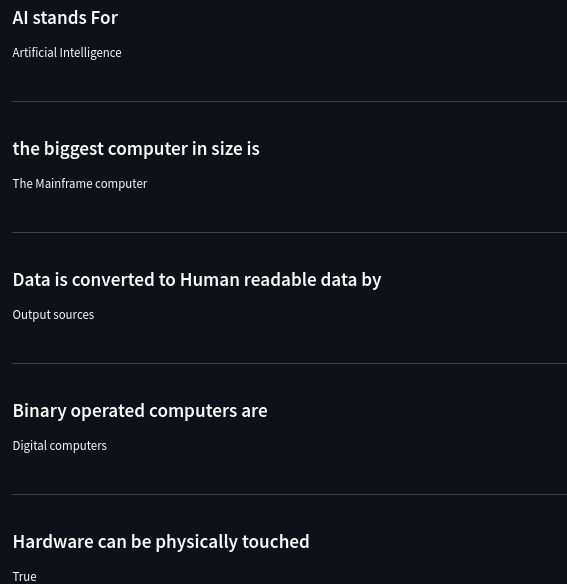 AI stands For
Artificial Intelligence
the biggest computer in size is
The Mainframe computer
Data is converted to Human readable data by
Output sources
Binary operated computers are
Digital computers
Hardware can be physically touched
True